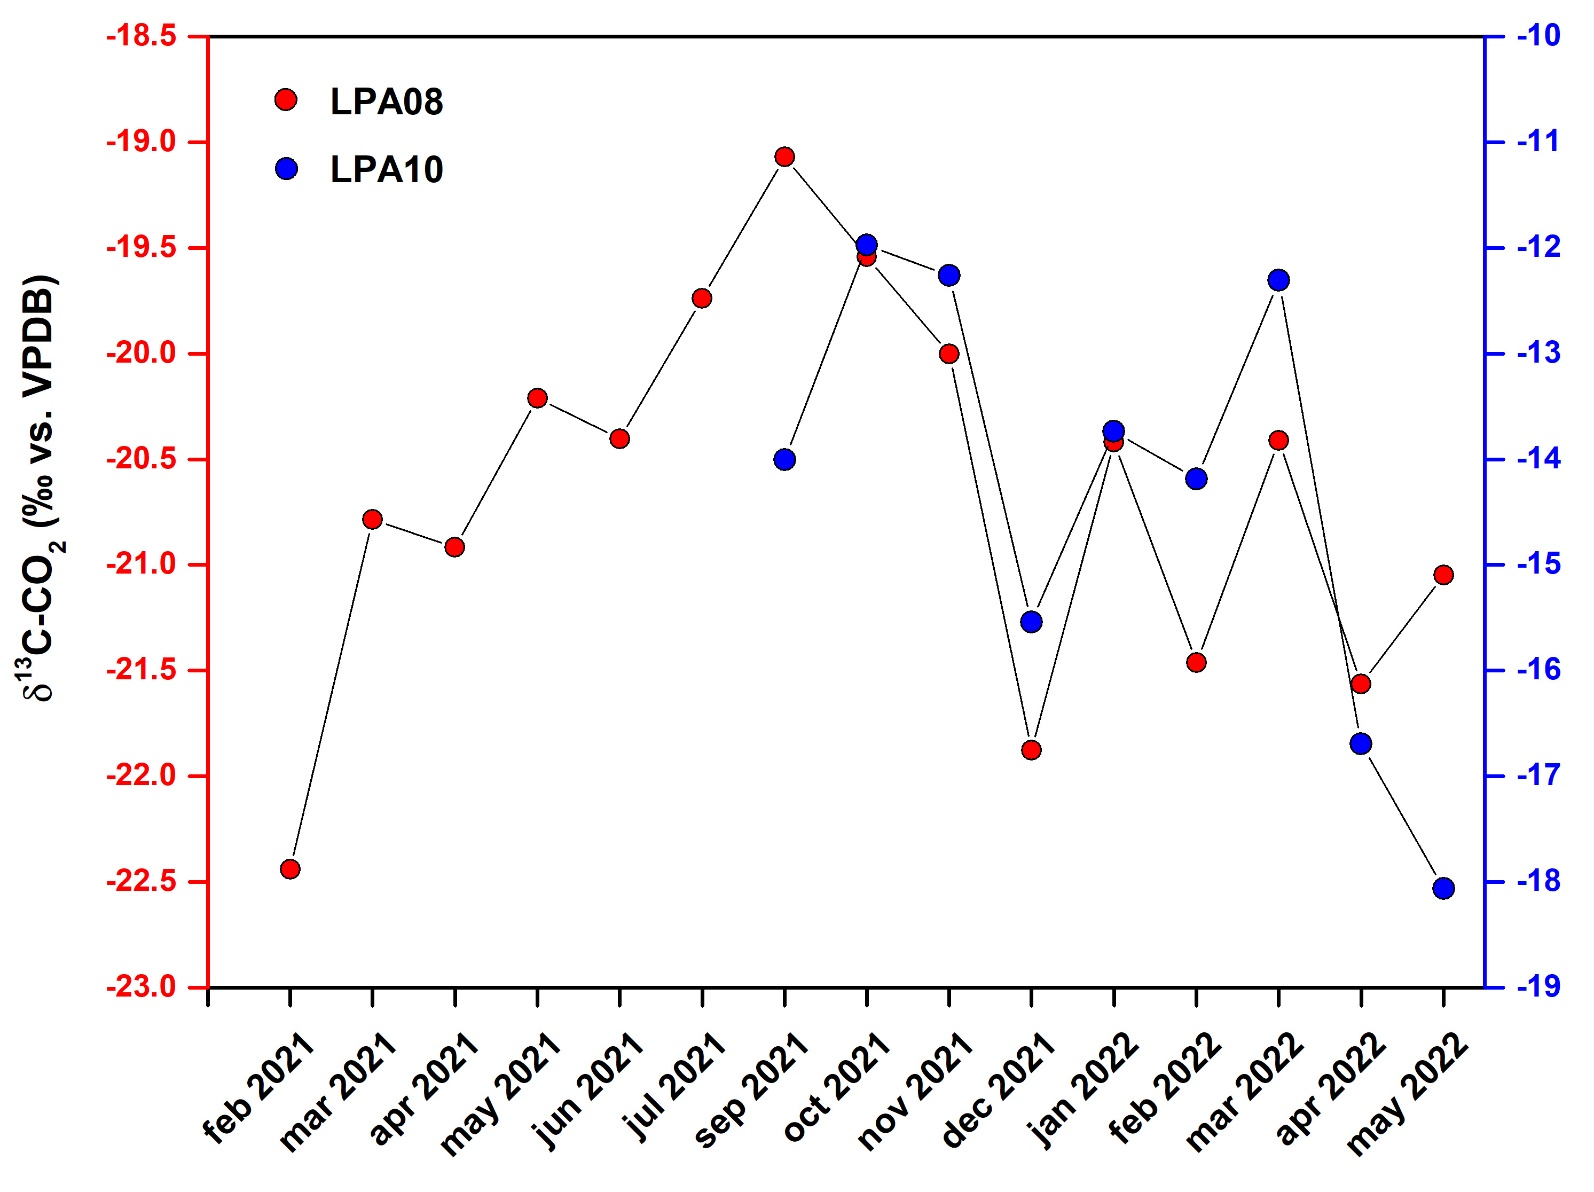 -18.5
-19.0
-19.5
-20.0
-20.5
-21.0
-21.5
-22.0
-22.5
-23.0
δ¹³C-CO₂ (‰ vs. VPDB)
LPA08
LPA10
-10
-11
-12
-13
-14
-15
-16
-17
-18
-19
feb 2021
mar 2021
apr 2021
may 2021
jun 2021
jul 2021
sep 2021
oct 2021
nov 2021
dec 2021
jan 2022
feb 2022
mar 2022
apr 2022
may 2022